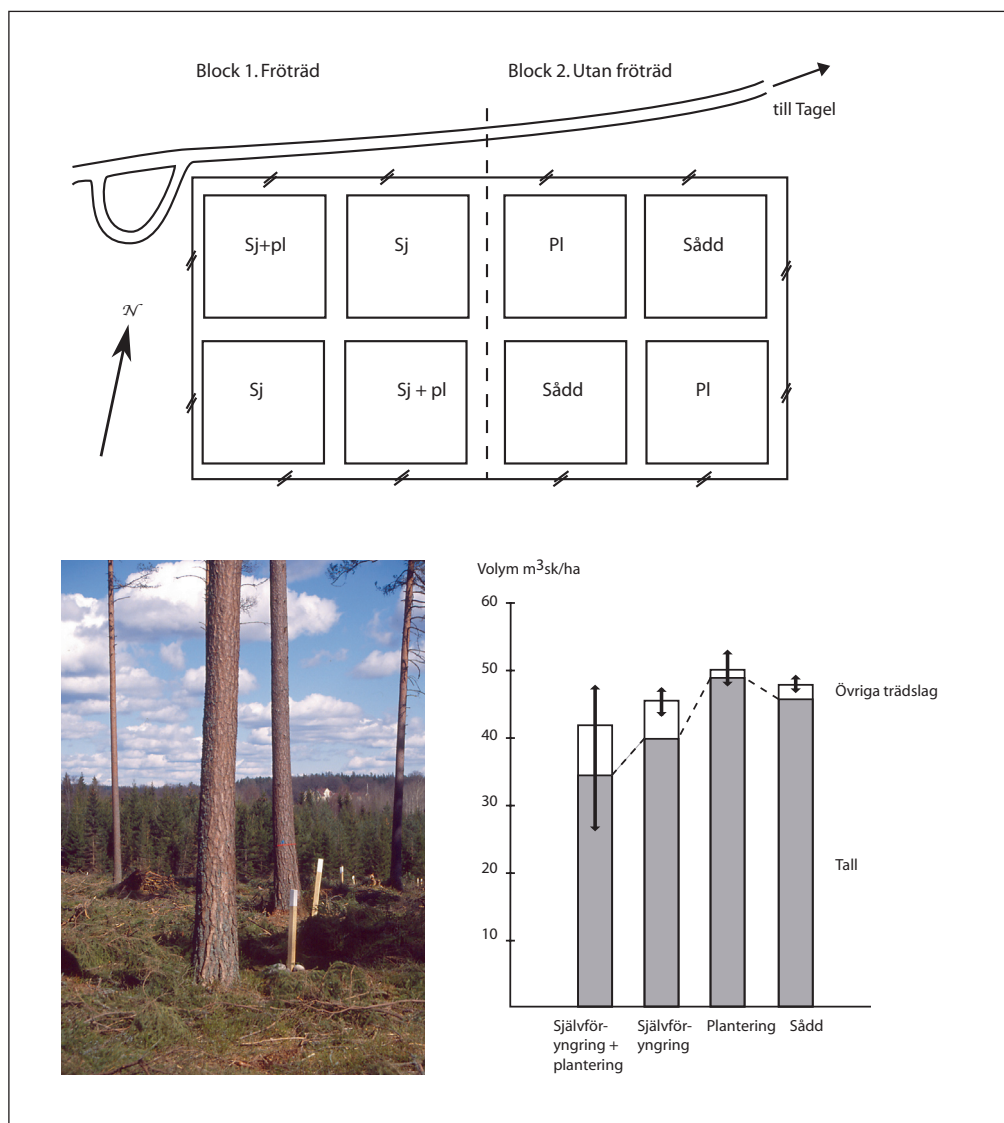 Block 1. Fröträd
Block 2. Utan fröträd
till Tagel
Sj+pl
Sj
Pl
Sådd
N
Sj
Sj + pl
Sådd
Pl
Volym m3sk/ha
60
50
40
30
20
10
Övriga trädslag
Tall
Självför-
yngring +
plantering
Självför-
yngring
Plantering
Sådd